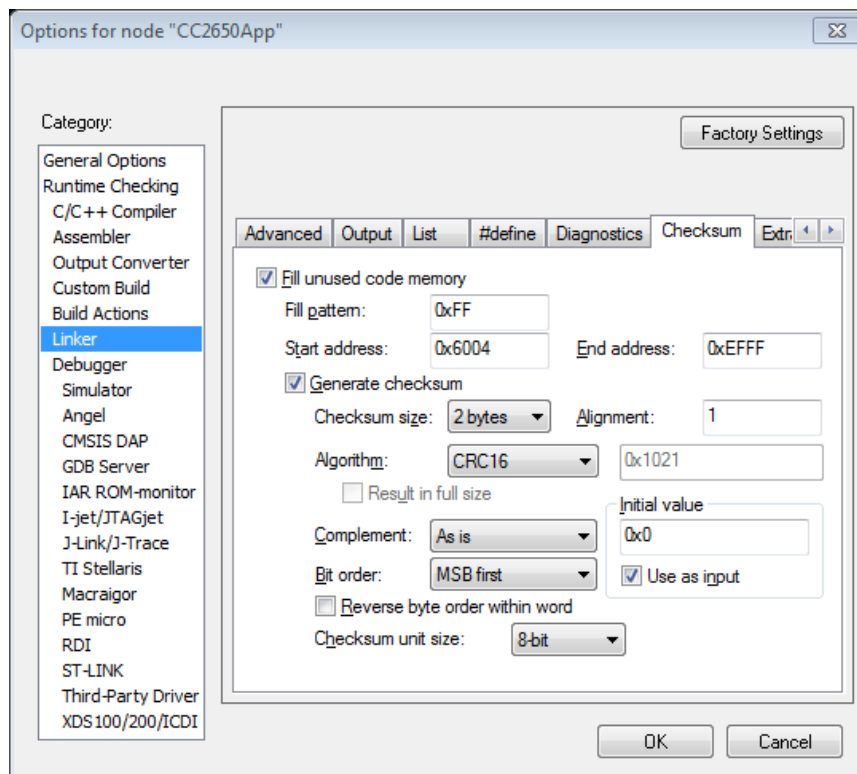 Options for node "CC2650App"
Category:
Factory Settings
General Options
Runtime Checking
C/C++ Compiler
Assembler
Output Converter
Custom Build
Build Actions
Linker
Debugger
Simulator
Angel
CMSIS DAP
GDB Server
IAR ROM-monitor
I-jet/JTAGjet
J-Link/J-Trace
TI Stellaris
Macraigor
PE micro
RDI
ST-LINK
Third-Party Driver
XDS100/200/ICDI
Advanced Output List #define Diagnostics Checksum Extr
Fill unused code memory
Fill pattern: 0xFF
Start address: 0x6004 End address: 0xEFFF
Generate checksum
Checksum size: 2 bytes Alignment: 1
Algorithm: CRC16 0x1021
Result in full size
Initial value
Complement: As is 0x0
Bit order: MSB first Use as input
Reverse byte order within word
Checksum unit size: 8-bit
OK Cancel